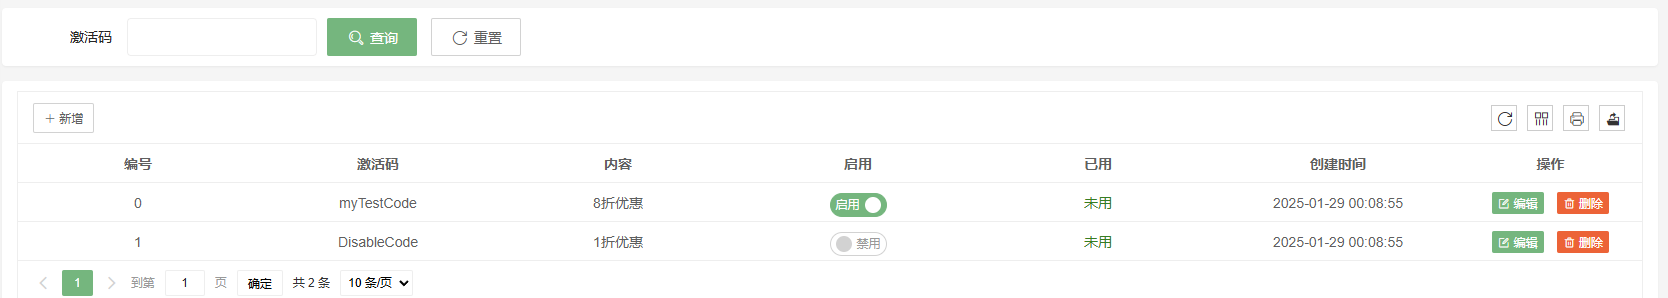 激活码 查询 重置
新增
编号 激活码 内容 启用 已用 创建时间 操作
0 myTestCode 8折优惠 启用 未用 2025-01-29 00:08:55 编辑 删除
1 DisableCode 1折优惠 禁用 未用 2025-01-29 00:08:55 编辑 删除
1 到第 1 页 确定 共 2 条 10 条/页